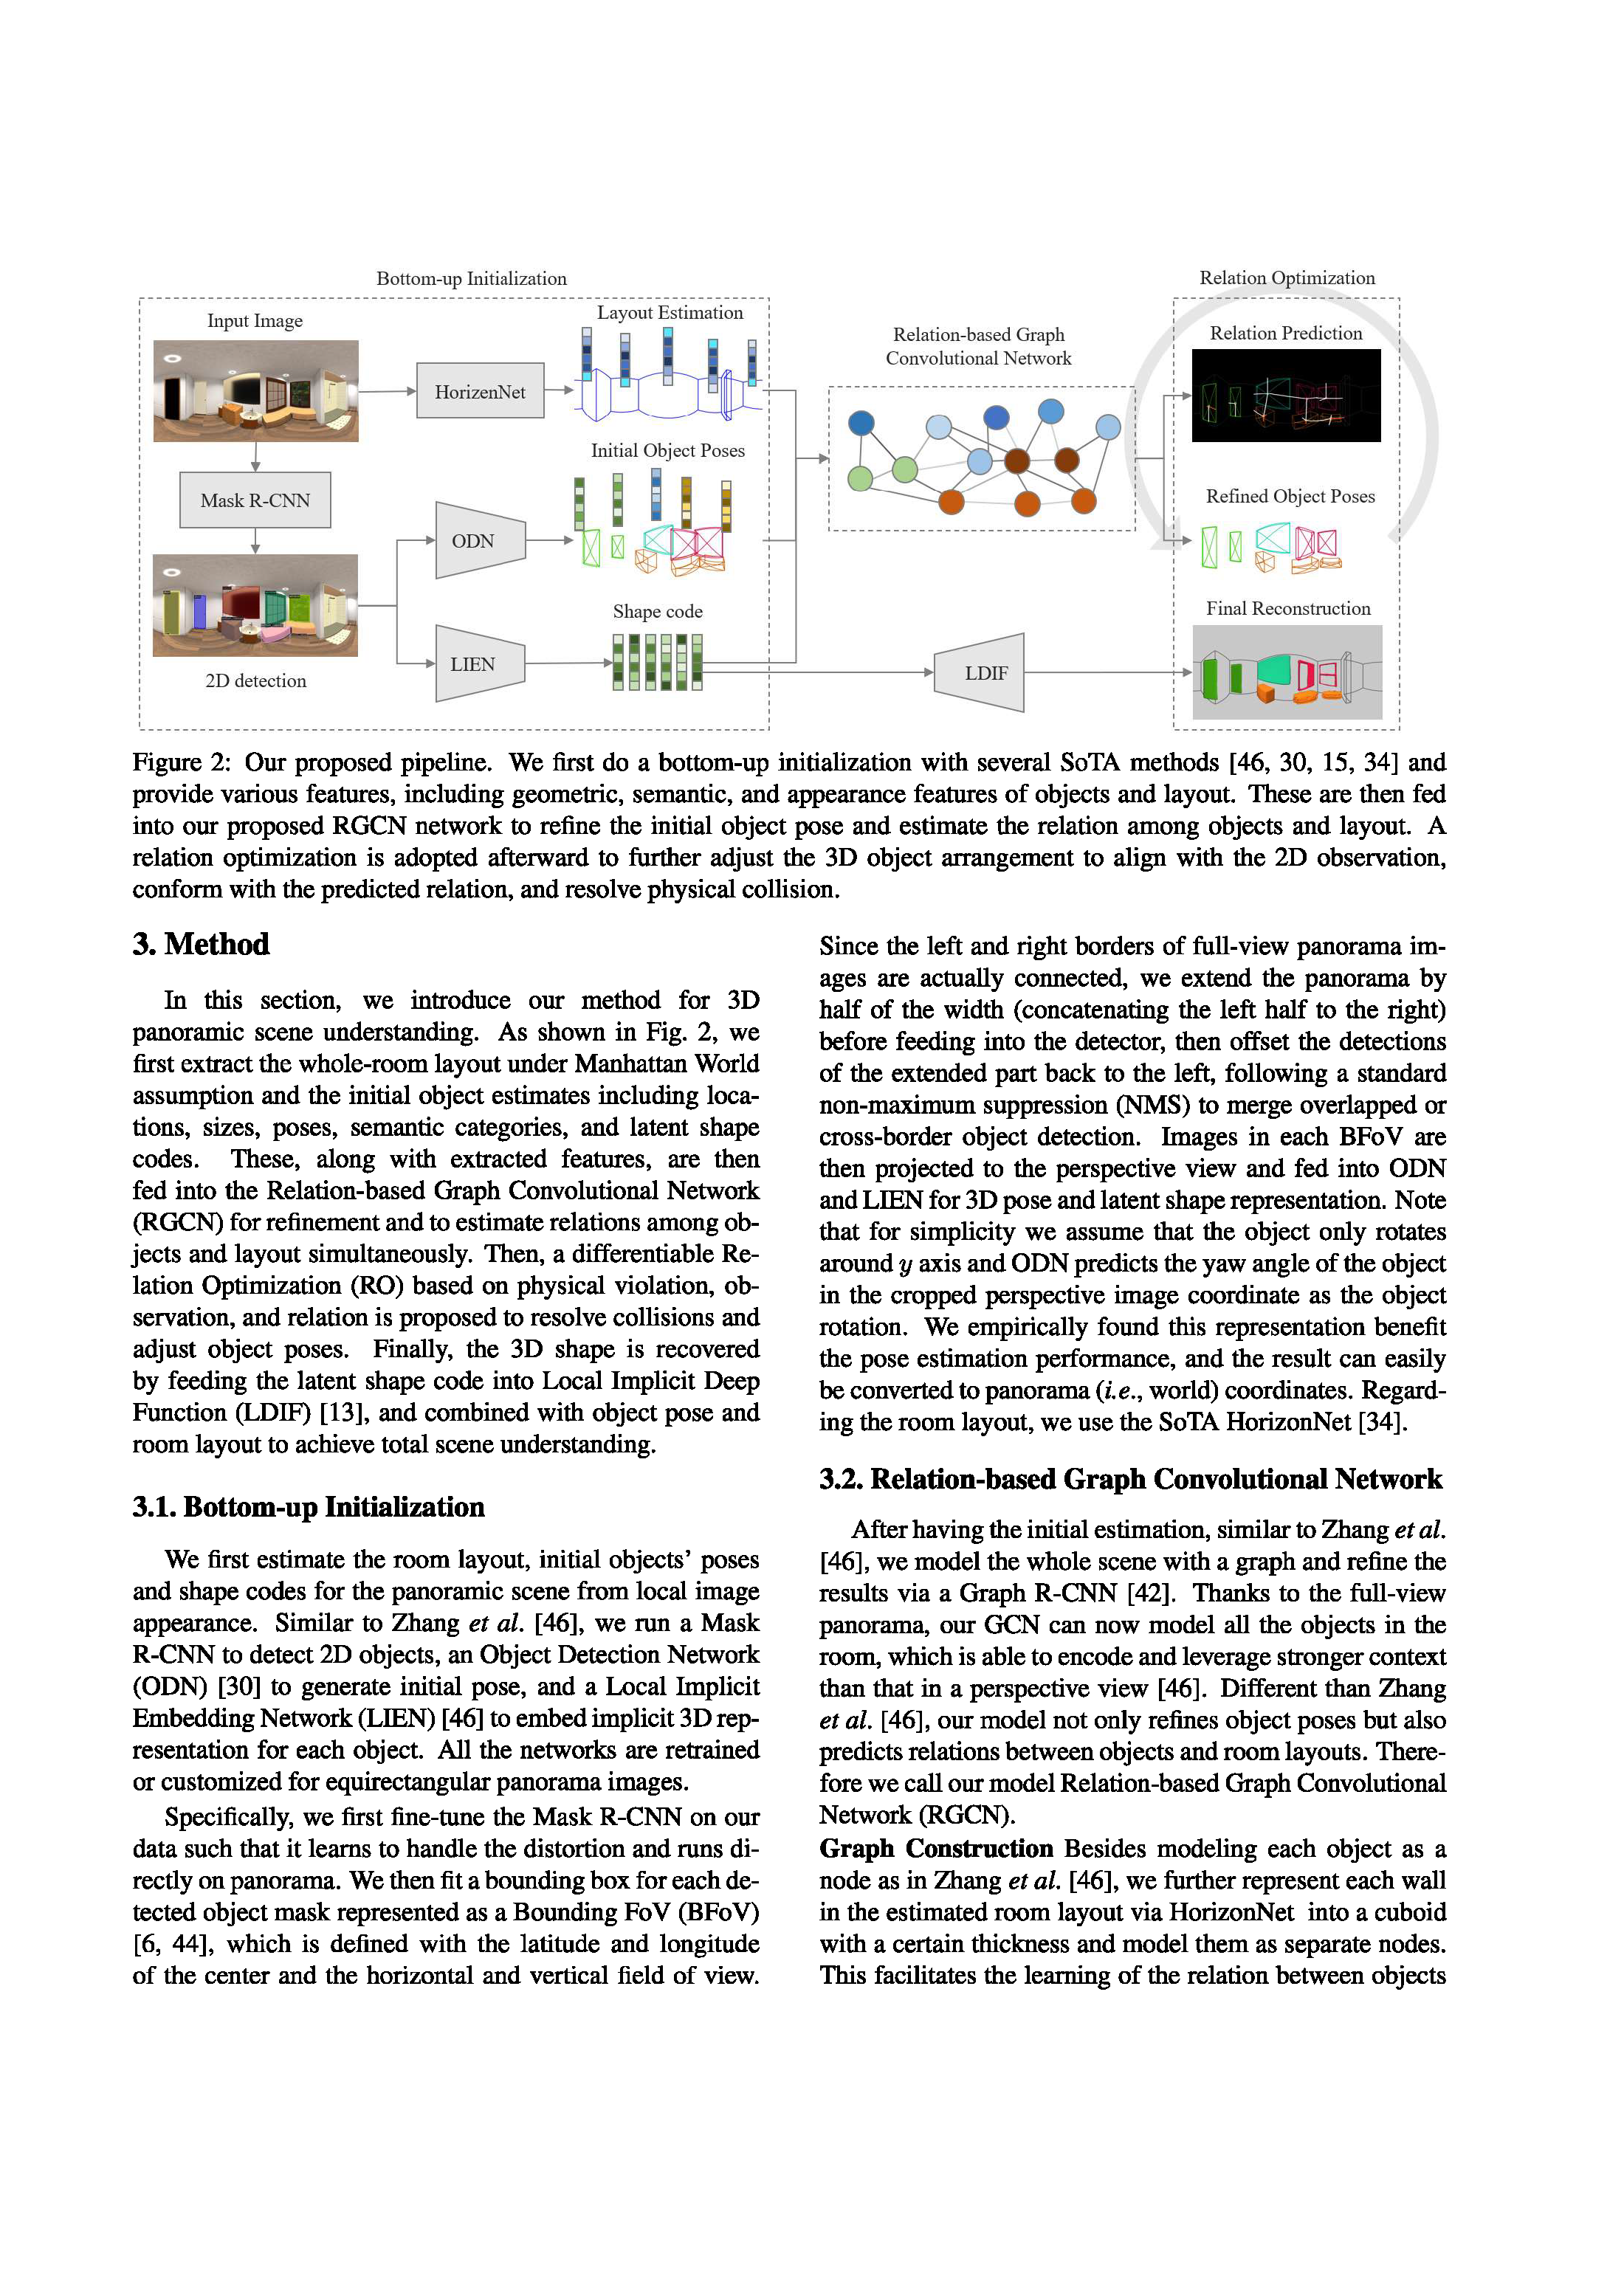 Bottom-up Initialization
Relation Optimization
Input Image
Layout Estimation
Relation-based Graph
Convolutional Network
Relation Prediction
HorizenNet
Initial Object Poses
Mask R-CNN
Refined Object Poses
ODN
Shape code
Final Reconstruction
LIEN
LDIF
2D detection
Figure 2: Our proposed pipeline. We first do a bottom-up initialization with several SoTA methods [46, 30, 15, 34] and
provide various features, including geometric, semantic, and appearance features of objects and layout. These are then fed
into our proposed RGCN network to refine the initial object pose and estimate the relation among objects and layout. A
relation optimization is adopted afterward to further adjust the 3D object arrangement to align with the 2D observation,
conform with the predicted relation, and resolve physical collision.
3. Method
In this section, we introduce our method for 3D
panoramic scene understanding. As shown in Fig. 2, we
first extract the whole-room layout under Manhattan World
assumption and the initial object estimates including loca-
tions, sizes, poses, semantic categories, and latent shape
codes. These, along with extracted features, are then
fed into the Relation-based Graph Convolutional Network
(RGCN) for refinement and to estimate relations among ob-
jects and layout simultaneously. Then, a differentiable Re-
lation Optimization (RO) based on physical violation, ob-
servation, and relation is proposed to resolve collisions and
adjust object poses. Finally, the 3D shape is recovered
by feeding the latent shape code into Local Implicit Deep
Function (LDIF) [13], and combined with object pose and
room layout to achieve total scene understanding.
3.1. Bottom-up Initialization
We first estimate the room layout, initial objects' poses
and shape codes for the panoramic scene from local image
appearance. Similar to Zhang et al. [46], we run a Mask
R-CNN to detect 2D objects, an Object Detection Network
(ODN) [30] to generate initial pose, and a Local Implicit
Embedding Network (LIEN) [46] to embed implicit 3D rep-
resentation for each object. All the networks are retrained
or customized for equirectangular panorama images.
Specifically, we first fine-tune the Mask R-CNN on our
data such that it learns to handle the distortion and runs di-
rectly on panorama. We then fit a bounding box for each de-
tected object mask represented as a Bounding FoV (BFoV)
[6, 44], which is defined with the latitude and longitude
of the center and the horizontal and vertical field of view.
Since the left and right borders of full-view panorama im-
ages are actually connected, we extend the panorama by
half of the width (concatenating the left half to the right)
before feeding into the detector, then offset the detections
of the extended part back to the left, following a standard
non-maximum suppression (NMS) to merge overlapped or
cross-border object detection. Images in each BFoV are
then projected to the perspective view and fed into ODN
and LIEN for 3D pose and latent shape representation. Note
that for simplicity we assume that the object only rotates
around y axis and ODN predicts the yaw angle of the object
in the cropped perspective image coordinate as the object
rotation. We empirically found this representation benefit
the pose estimation performance, and the result can easily
be converted to panorama (i.e., world) coordinates. Regard-
ing the room layout, we use the SoTA HorizonNet [34].
3.2. Relation-based Graph Convolutional Network
After having the initial estimation, similar to Zhang et al.
[46], we model the whole scene with a graph and refine the
results via a Graph R-CNN [42]. Thanks to the full-view
panorama, our GCN can now model all the objects in the
room, which is able to encode and leverage stronger context
than that in a perspective view [46]. Different than Zhang
et al. [46], our model not only refines object poses but also
predicts relations between objects and room layouts. There-
fore we call our model Relation-based Graph Convolutional
Network (RGCN).
Graph Construction Besides modeling each object as a
node as in Zhang et al. [46], we further represent each wall
in the estimated room layout via HorizonNet into a cuboid
with a certain thickness and model them as separate nodes.
This facilitates the learning of the relation between objects